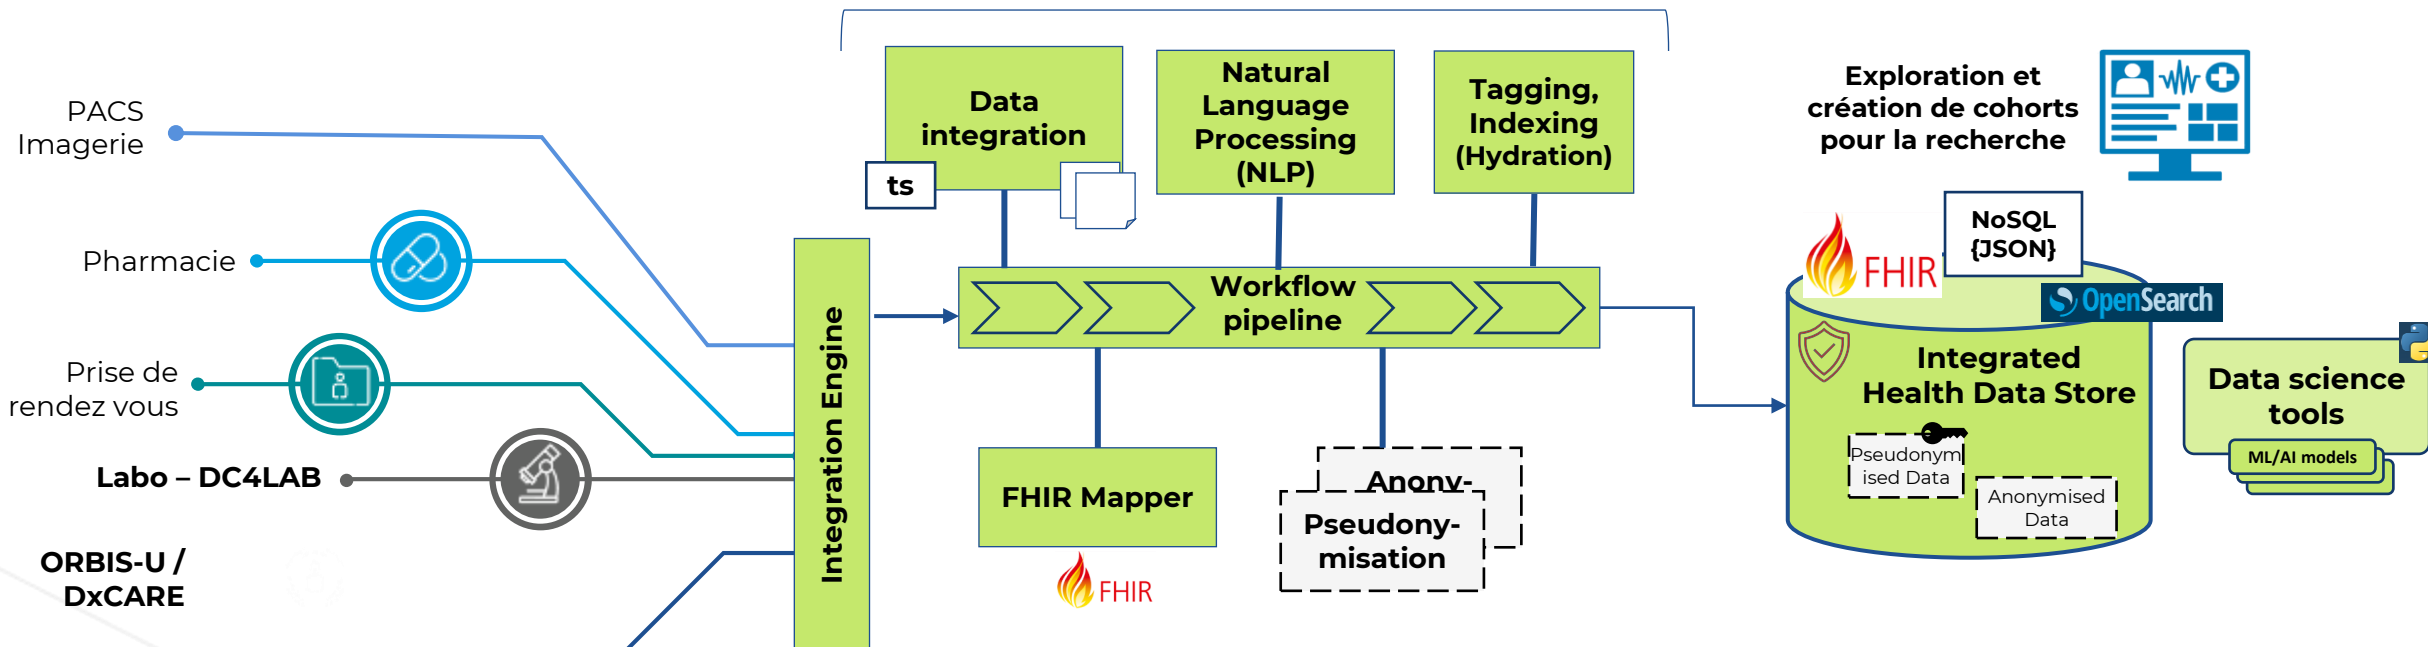 PACS
Imagerie
Pharmacie
Prise de
rendez vous
Labo – DC4LAB
ORBIS-U /
DxCARE
Integration Engine
Data
integration
ts
Natural
Language
Processing
(NLP)
Tagging,
Indexing
(Hydration)
Workflow
pipeline
FHIR Mapper
FHIR
Anony-
Pseudony-
misation
Exploration et
création de cohorts
pour la recherche
NoSQL
{JSON}
FHIR
OpenSearch
Integrated
Health Data Store
Pseudonym
ised Data
Anonymised
Data
Data science
tools
ML/AI models